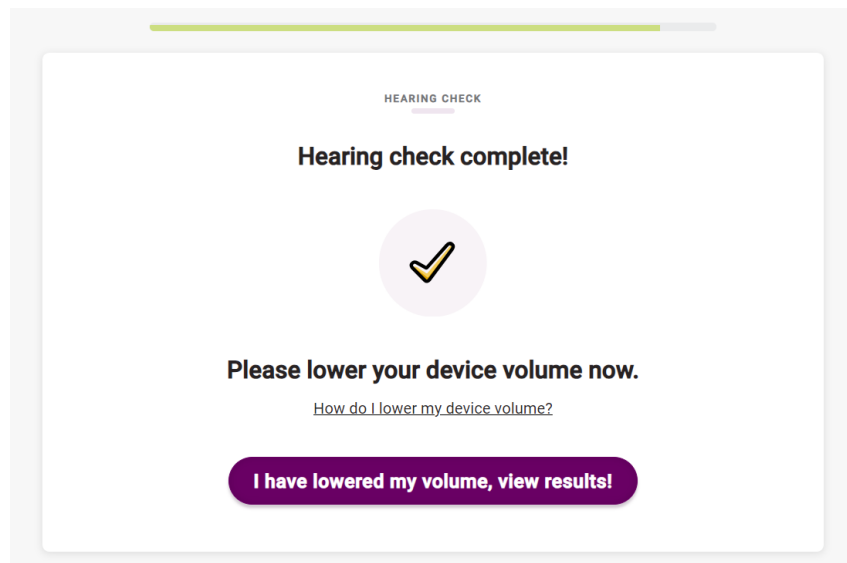 HEARING CHECK
Hearing check complete!
Please lower your device volume now.
How do I lower my device volume?
I have lowered my volume, view results!